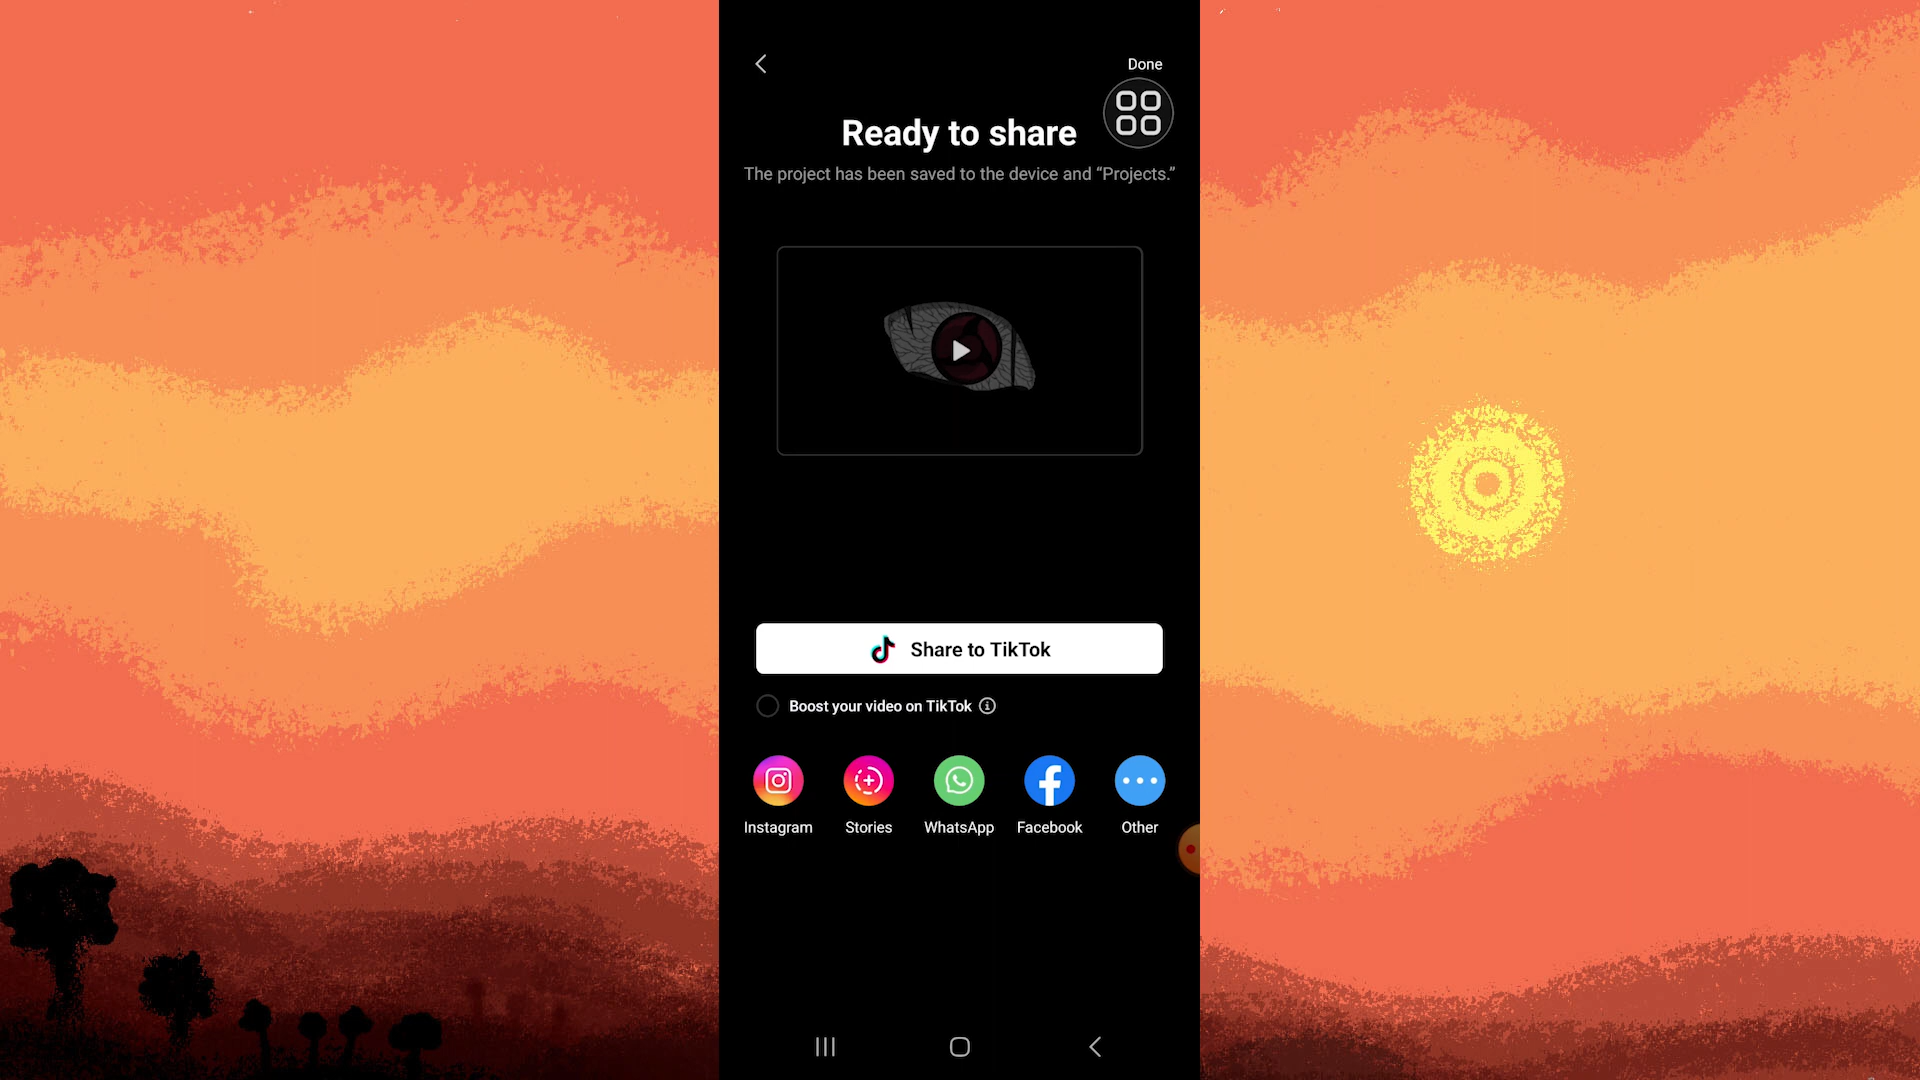 Done
Ready to share
The project has been saved to the device and “Projects.”
Share to TikTok
Boost your video on TikTok
Instagram
Stories
WhatsApp
Facebook
Other